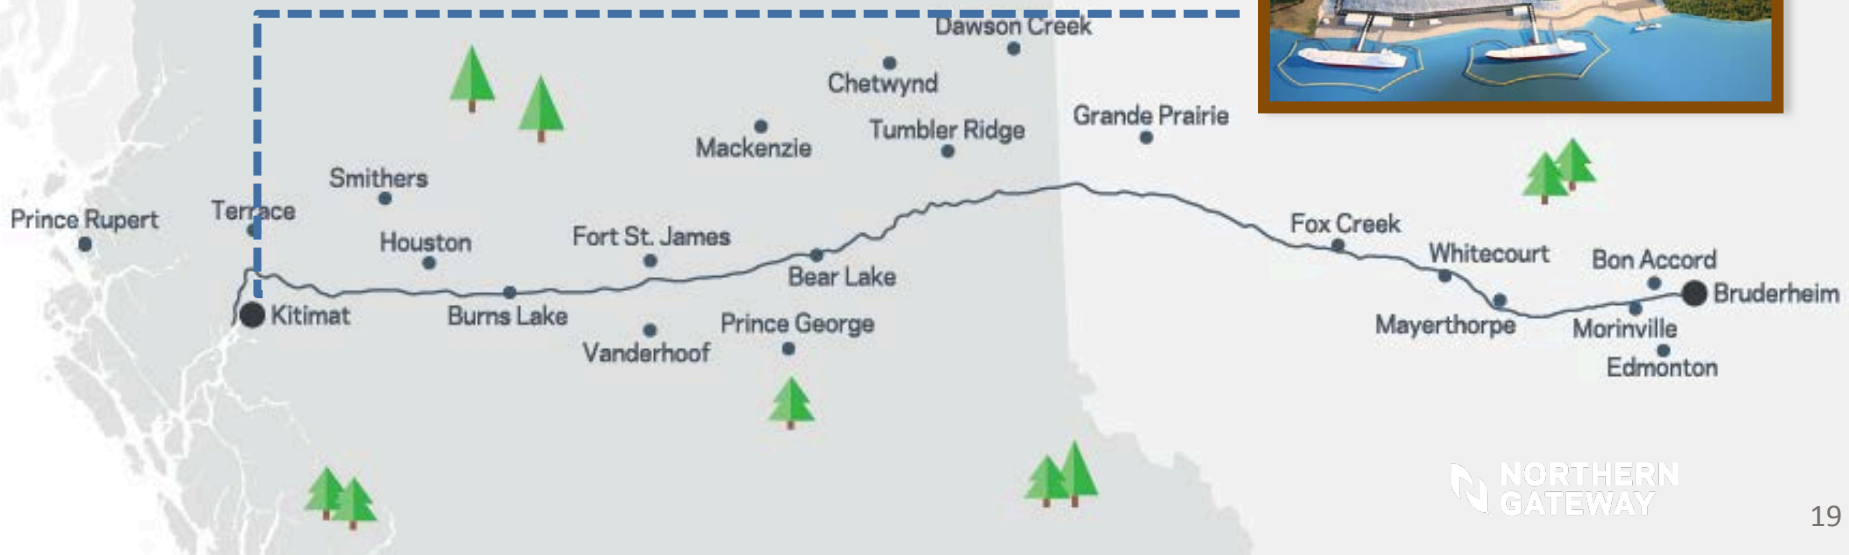 Dawson Creek
Chetwynd
Grande Prairie
Tumbler Ridge
Mackenzie
Smithers
Terrace
Prince Rupert
Fox Creek
Fort St. James
Houston
Whitecourt
Bon Accord
Bear Lake
Bruderheim
Kitimat
Burns Lake
Prince George
Mayerthorpe
Morinville
Vanderhoof
Edmonton
NORTHERN
GATEWAY
19